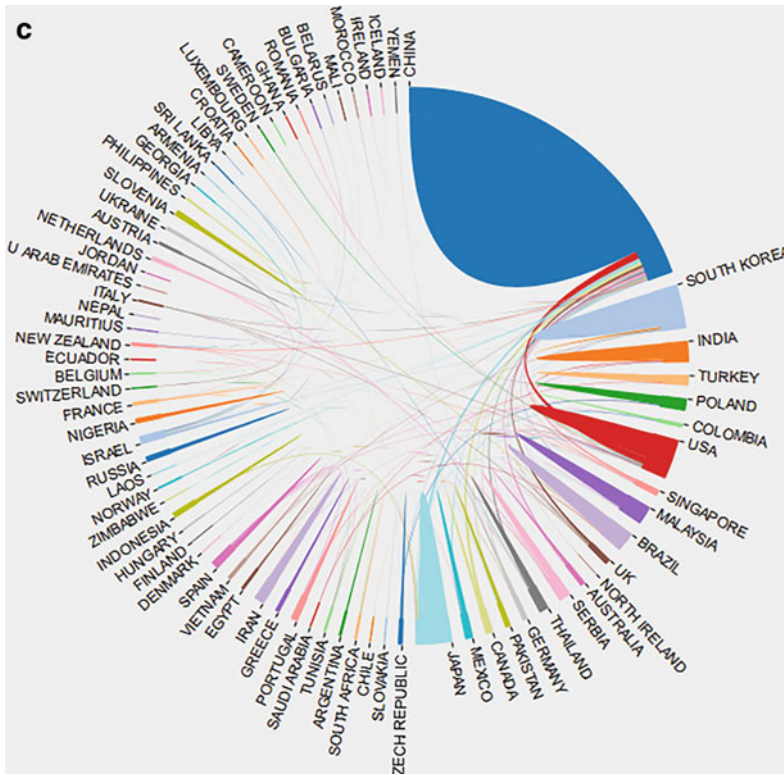 c
CHINA
SOUTH KOREA
INDIA
TURKEY
POLAND
COLOMBIA
USA
SINGAPORE
MALAYSIA
BRAZIL
UK
NORTH IRELAND
AUSTRALIA
SERBIA
THAILAND
GERMANY
PAKISTAN
CANADA
MEXICO
JAPAN
ZECH REPUBLIC
SLOVAKIA
CHILE
SOUTH AFRICA
ARGENTINA
TUNISIA
SAUDI ARABIA
PORTUGAL
GREECE
IRAN
EGYPT
VIETNAM
SPAIN
DENMARK
FINLAND
HUNGARY
INDONESIA
ZIMBABWE
NORWAY
LAOS
RUSSIA
ISRAEL
NIGERIA
FRANCE
SWITZERLAND
BELGIUM
ECUADOR
NEW ZEALAND
MAURITIUS
NEPAL
ITALY
U ARAB EMIRATES
JORDAN
NETHERLANDS
AUSTRIA
UKRAINE
SLOVENIA
PHILIPPINES
GEORGIA
ARMENIA
SRI LANKA
LIBYA
CROATIA
LUXEMBOURG
SWEDEN
CAMEROON
GHANA
ROMANIA
BULGARIA
BELARUS
MALI
MOROCCO
IRELAND
ICELAND
YEMEN